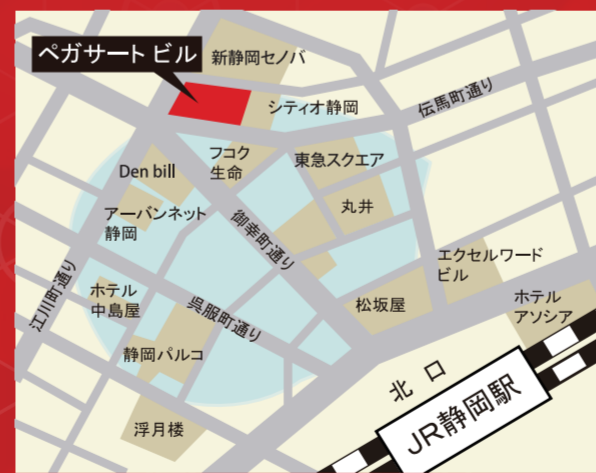 ペガサート ビル
新静岡セノバ
シティオ静岡
伝馬町通り
Den bill
フコク
生命
東急スクエア
アーバンネット
静岡
御幸町通り
丸井
江川町通り
ホテル
中島屋
呉服町通り
エクセルワード
ビル
松坂屋
ホテル
アソシア
静岡パルコ
北口
浮月楼
JR静岡駅